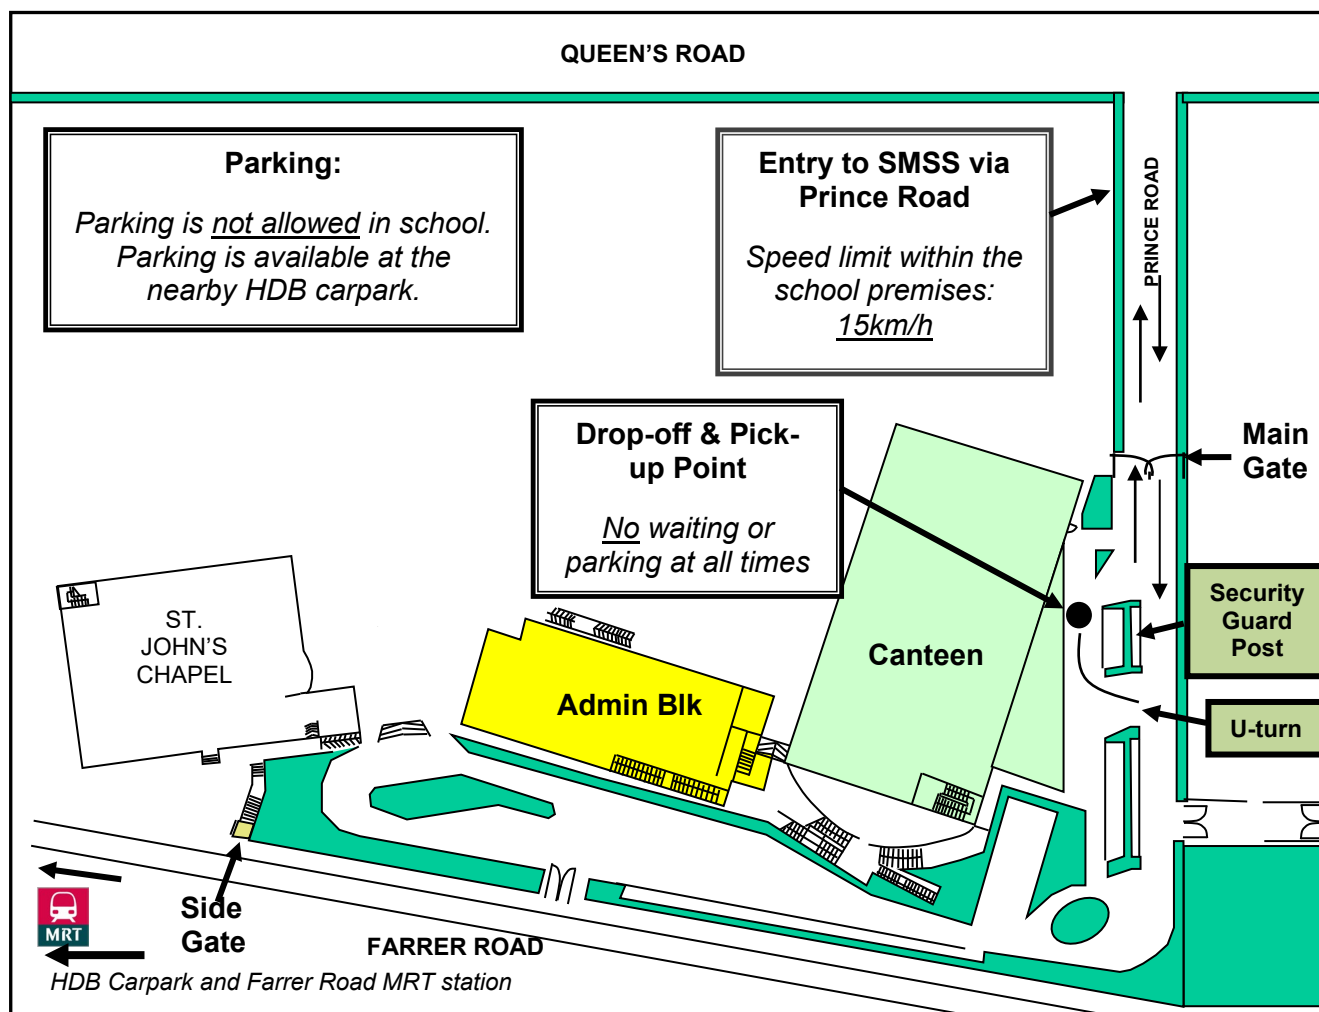 QUEEN'S ROAD
Parking:
Parking is not allowed in school.
Parking is available at the
nearby HDB carpark.
Entry to SMSS via
Prince Road
Speed limit within the
school premises:
15km/h
PRINCE ROAD
Drop-off & Pick-
up Point
No waiting or
parking at all times
Main
Gate
Security
Guard
Post
U-turn
Canteen
Admin Blk
ST.
JOHN'S
CHAPEL
Side
Gate
MRT
FARRER ROAD
HDB Carpark and Farrer Road MRT station